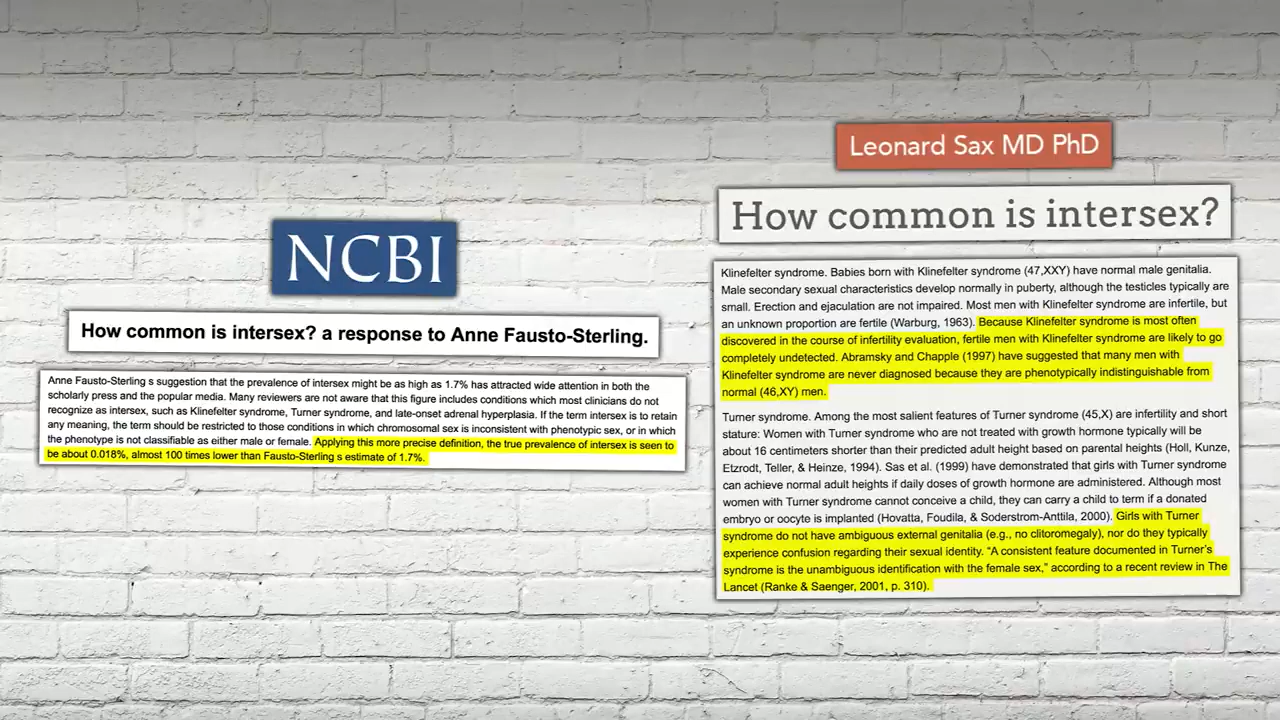 NCBI
How common is intersex? a response to Anne Fausto-Sterling.
Anne Fausto-Sterling s suggestion that the prevalence of intersex might be as high as 1.7% has attracted wide attention in both the
scholarly press and the popular media. Many reviewers are not aware that this figure includes conditions which most clinicians do not
recognize as intersex, such as Klinefelter syndrome, Turner syndrome, and late-onset adrenal hyperplasia. If the term intersex is to retain
any meaning, the term should be restricted to those conditions in which chromosomal sex is inconsistent with phenotypic sex, or in which
the phenotype is not classifiable as either male or female. Applying this more precise definition, the true prevalence of intersex is seen to
be about 0.018%, almost 100 times lower than Fausto-Sterling s estimate of 1.7%.
Leonard Sax MD PhD
How common is intersex?
Klinefelter syndrome. Babies born with Klinefelter syndrome (47,XXY) have normal male genitalia.
Male secondary sexual characteristics develop normally in puberty, although the testicles typically are
small. Erection and ejaculation are not impaired. Most men with Klinefelter syndrome are infertile, but
an unknown proportion are fertile (Warburg, 1963). Because Klinefelter syndrome is most often
discovered in the course of infertility evaluation, fertile men with Klinefelter syndrome are likely to go
completely undetected. Abramsky and Chapple (1997) have suggested that many men with
Klinefelter syndrome are never diagnosed because they are phenotypically indistinguishable from
normal (46,XY) men.
Turner syndrome. Among the most salient features of Turner syndrome (45,X) are infertility and short
stature: Women with Turner syndrome who are not treated with growth hormone typically will be
about 16 centimeters shorter than their predicted adult height based on parental heights (Holl, Kunze,
Etzrodt, Teller, & Heinze, 1994). Sas et al. (1999) have demonstrated that girls with Turner syndrome
can achieve normal adult heights if daily doses of growth hormone are administered. Although most
women with Turner syndrome cannot conceive a child, they can carry a child to term if a donated
embryo or oocyte is implanted (Hovatta, Foudila, & Soderstrom-Anttila, 2000). Girls with Turner
syndrome do not have ambiguous external genitalia (e.g., no clitoromegaly), nor do they typically
experience confusion regarding their sexual identity. "A consistent feature documented in Turner's
syndrome is the unambiguous identification with the female sex," according to a recent review in The
Lancet (Ranke & Saenger, 2001, p. 310).